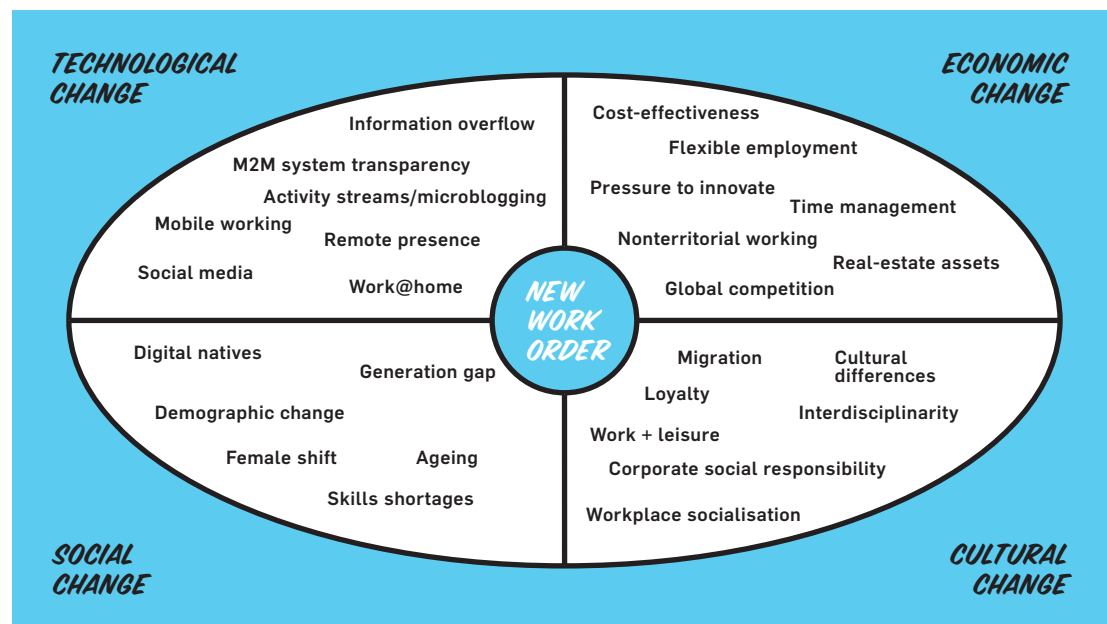 TECHNOLOGICAL
CHANGE
Information overflow
M2M system transparency
Activity streams/microblogging
Mobile working
Remote presence
Social media
Work@home
ECONOMIC
CHANGE
Cost-effectiveness
Flexible employment
Pressure to innovate
Time management
Nonterritorial working
Real-estate assets
Global competition
NEW
WORK
ORDER
Digital natives
Generation gap
Demographic change
Female shift
Ageing
Skills shortages
SOCIAL
CHANGE
Migration
Cultural
differences
Loyalty
Interdisciplinarity
Work + leisure
Corporate social responsibility
Workplace socialisation
CULTURAL
CHANGE